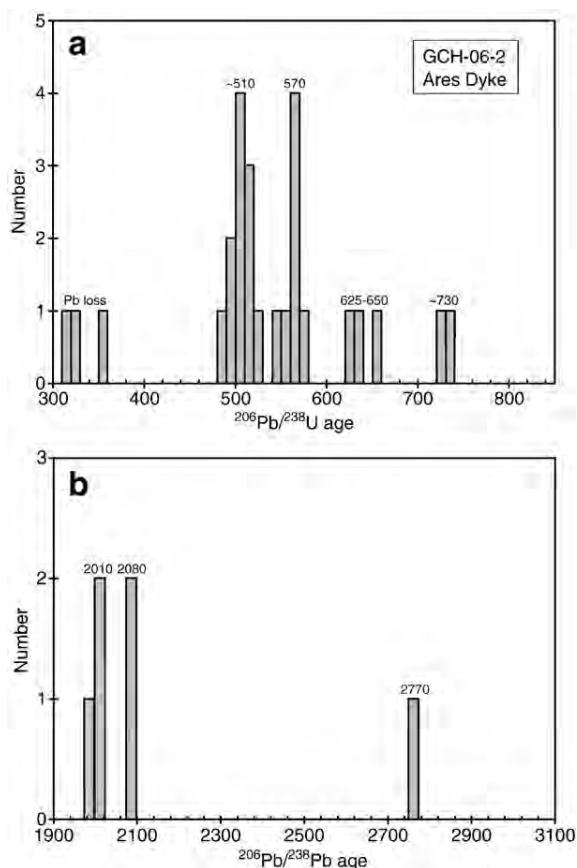 a
GCH-06-2
Ares Dyke
5
4
3
2
1
0
Number
~510
570
Pb loss
625-650
~730
300 400 500 600 700 800
206Pb/238U age
b
3
2
1
0
Number
2010 2080
2770
1900 2100 2300 2500 2700 2900 3100
206Pb/238Pb age